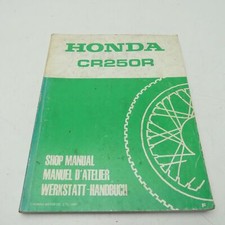 HONDA
CR250R
SHOP MANUAL
MANUEL D'ATELIER
WERKSTATT-HANDBUCH